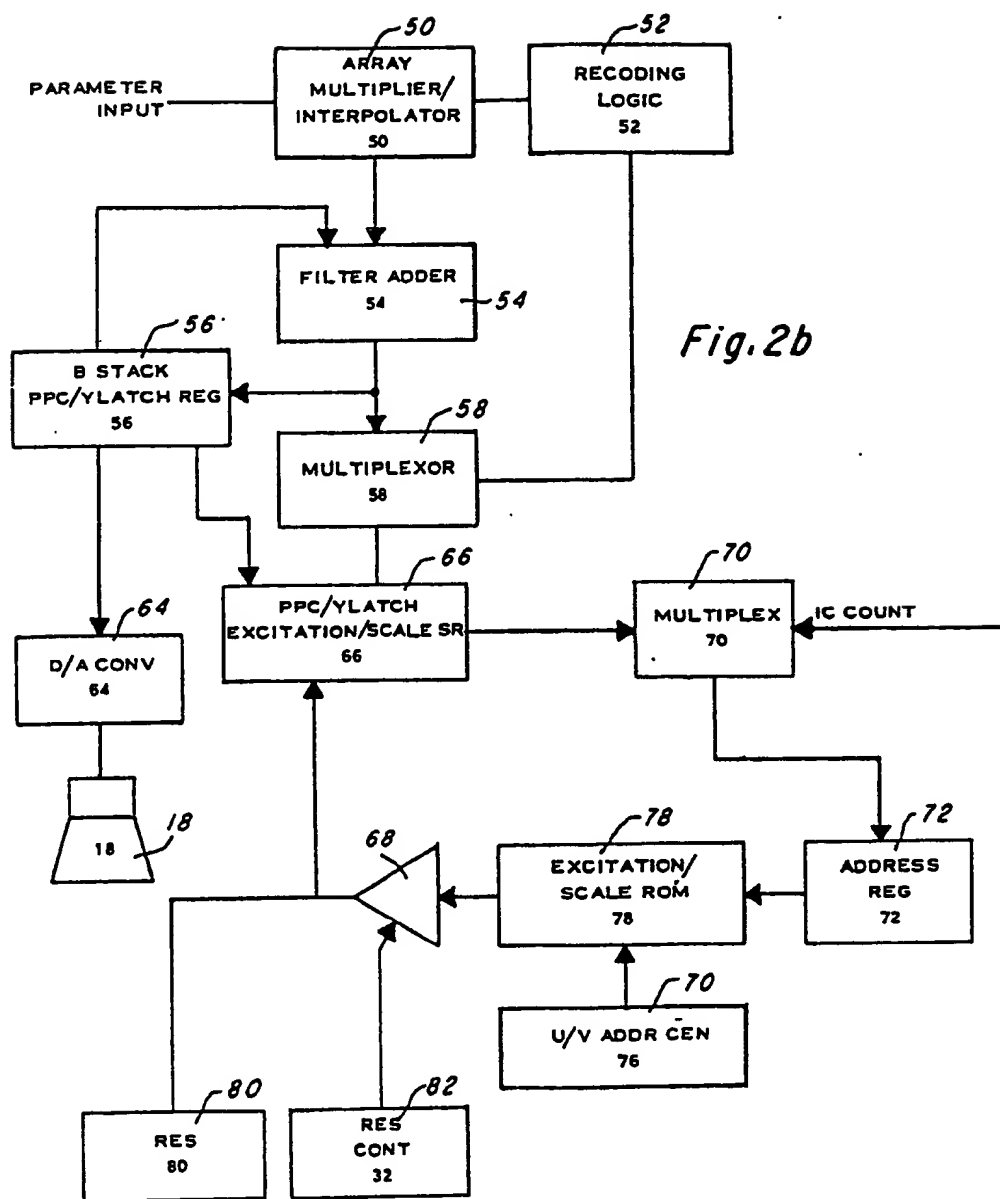 50
52
ARRAY
MULTIPLIER/
INTERPOLATOR
50
RECODING
LOGIC
52
PARAMETER
INPUT
FILTER ADDER
54
54
Fig. 2b
56
B STACK
PPC/YLATCH REG
56
58
MULTIPLEXOR
58
66
PPC/YLATCH
EXCITATION/SCALE SR
66
70
MULTIPLEX
70
IC COUNT
64
D/A CONV
64
18
18
68
78
EXCITATION/
SCALE ROM
78
72
ADDRESS
REG
72
70
U/V ADDR CEN
76
80
RES
80
82
RES
CONT
32